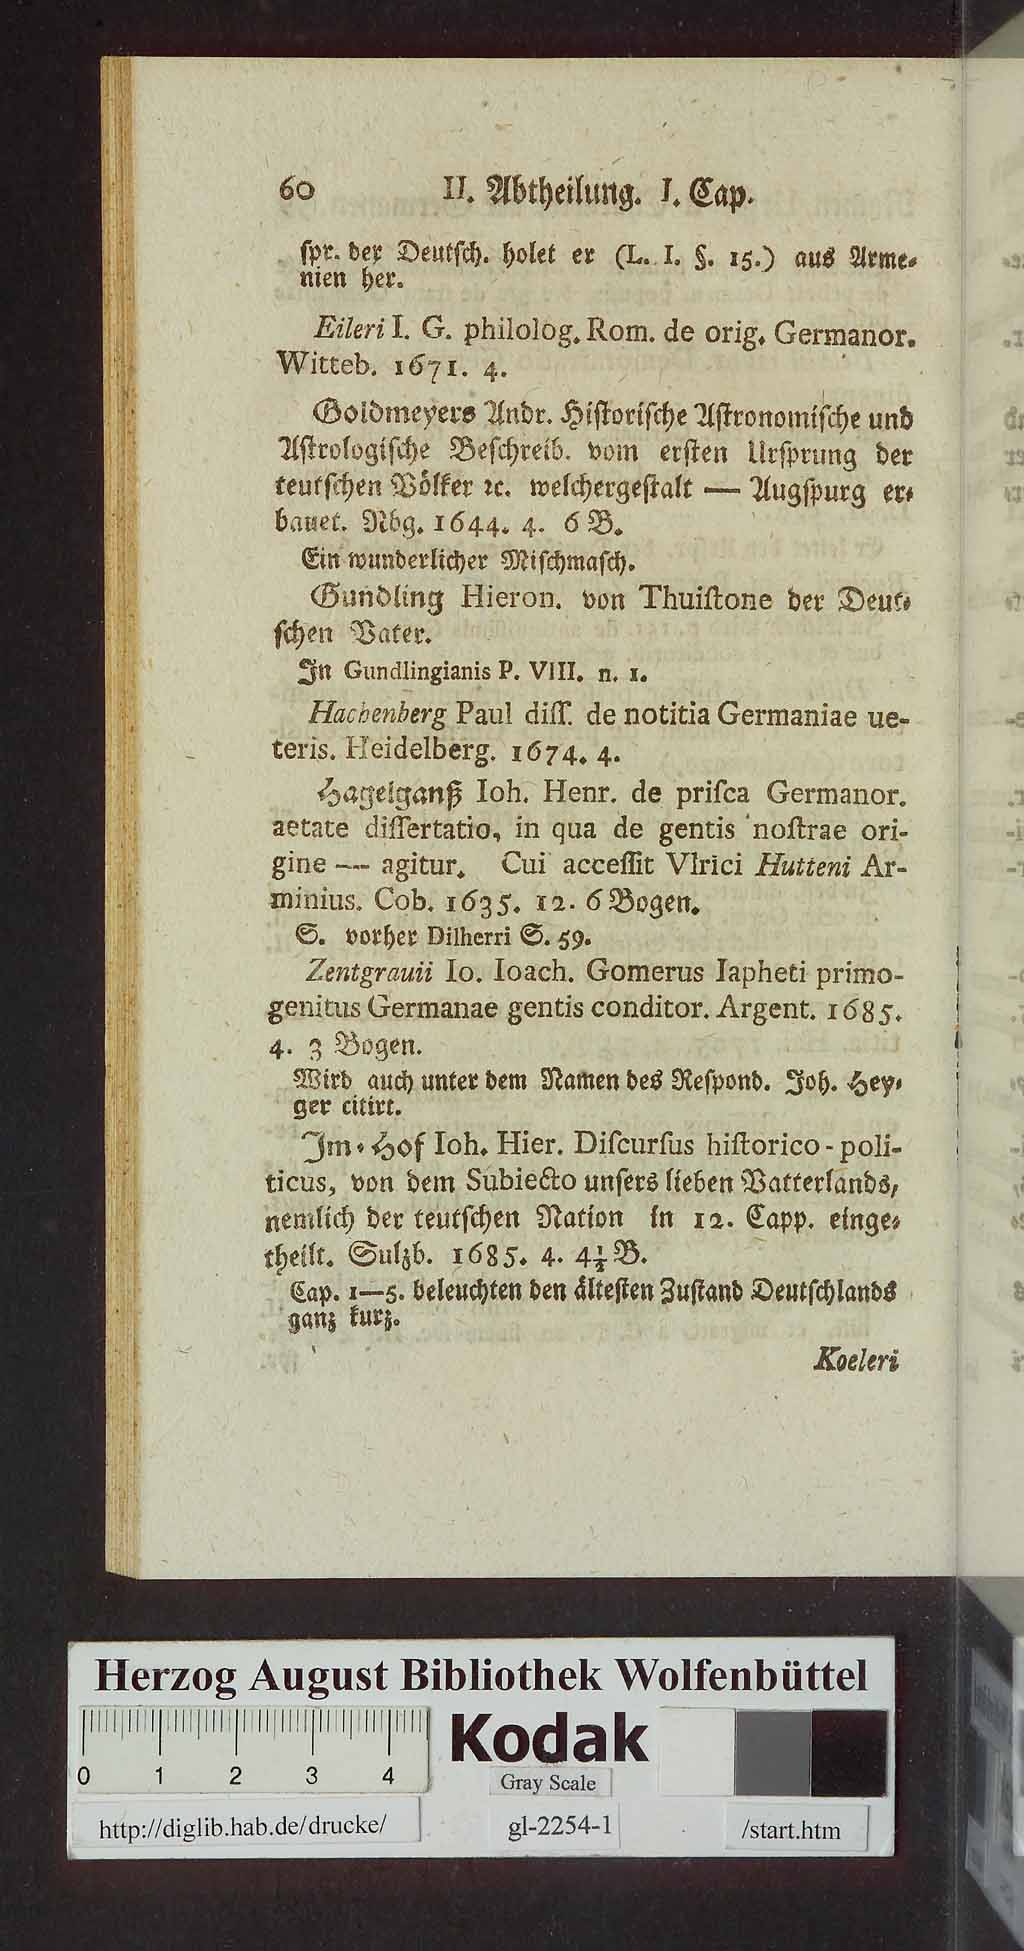 60 II. Abtheilung. I. Cap.
ſpr. der Deutſch. holet er (L. I. §. 15.) aus Arme-
nien her.
Eileri I. G. philolog. Rom. de orig. Germanor.
Witteb. 1671. 4.
Goldmeyers Andr. Hiſtoriſche Aſtronomiſche und
Aſtrologiſche Beſchreib. vom erſten Urſprung der
teutſchen Völker ꝛc. welchergeſtalt — Augſpurg er-
bauet. Nbg. 1644. 4. 6 B.
Ein wunderlicher Miſchmaſch.
Gundling Hieron. von Thuiſtone der Deut-
ſchen Vater.
In Gundlingianis P. VIII. n. 1.
Hachenberg Paul diſſ. de notitia Germaniae ue-
teris. Heidelberg. 1674. 4.
Hagelganß Ioh. Henr. de priſca Germanor.
aetate diſſertatio, in qua de gentis noſtrae ori-
gine — agitur. Cui acceſſit Vlrici Hutteni Ar-
minius. Cob. 1635. 12. 6 Bogen.
S. vorher Dilherri S. 59.
Zentgrauii Io. Ioach. Gomerus Iapheti primo-
genitus Germanae gentis conditor. Argent. 1685.
4. 3 Bogen.
Wird auch unter dem Namen des Reſpond. Joh. Hey-
ger citirt.
Im-Hof Ioh. Hier. Diſcurſus hiſtorico-poli-
ticus, von dem Subiecto unſers lieben Vatterlands,
nemlich der teutſchen Nation in 12. Capp. einge-
theilt. Sulzb. 1685. 4. 4½ B.
Cap. 1—5. beleuchten den älteſten Zuſtand Deutſchlands
ganz kurz.
Koeleri
Herzog August Bibliothek Wolfenbüttel
0 1 2 3 4
Kodak
Gray Scale
http://diglib.hab.de/drucke/ gl-2254-1 /start.htm